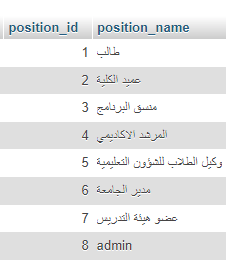 position_id position_name
1 طالب
2 عميد الكلية
3 منسق البرنامج
4 المرشد الاكاديمي
5 وكيل الطلاب للشؤون التعليمية
6 مدير الجامعة
7 عضو هيئة التدريس
8 admin